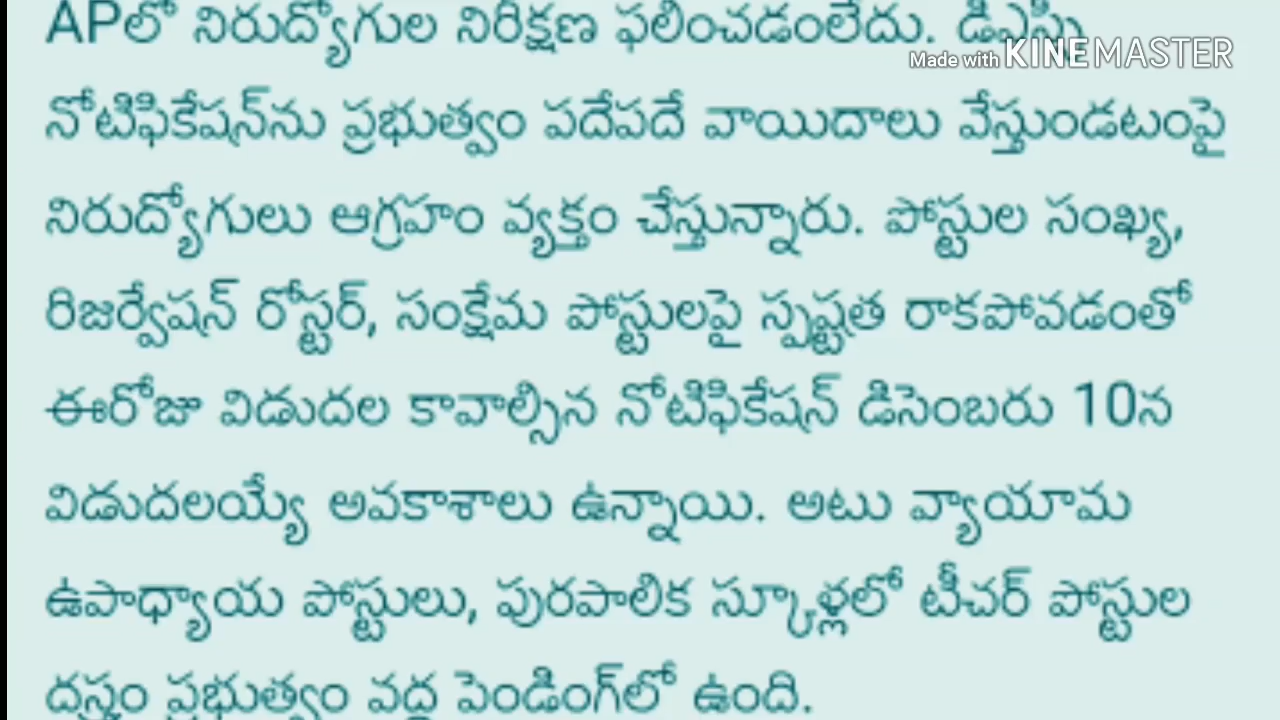 APలో నిరుద్యోగుల నిరీక్షణ ఫలించడంలేదు. డిఎస్సి
Made with KINEMASTER
నోటిఫికేషన్‌ను ప్రభుత్వం పదేపదే వాయిదాలు వేస్తుండటంపై
నిరుద్యోగులు ఆగ్రహం వ్యక్తం చేస్తున్నారు. పోస్టుల సంఖ్య,
రిజర్వేషన్ రోస్టర్, సంక్షేమ పోస్టులపై స్పష్టత రాకపోవడంతో
ఈరోజు విడుదల కావాల్సిన నోటిఫికేషన్ డిసెంబరు 10న
విడుదలయ్యే అవకాశాలు ఉన్నాయి. అటు వ్యాయామ
ఉపాధ్యాయ పోస్టులు, పురపాలిక స్కూళ్లలో టీచర్ పోస్టుల
దస్త్రం ప్రభుత్వం వద్ద పెండింగ్‌లో ఉంది.